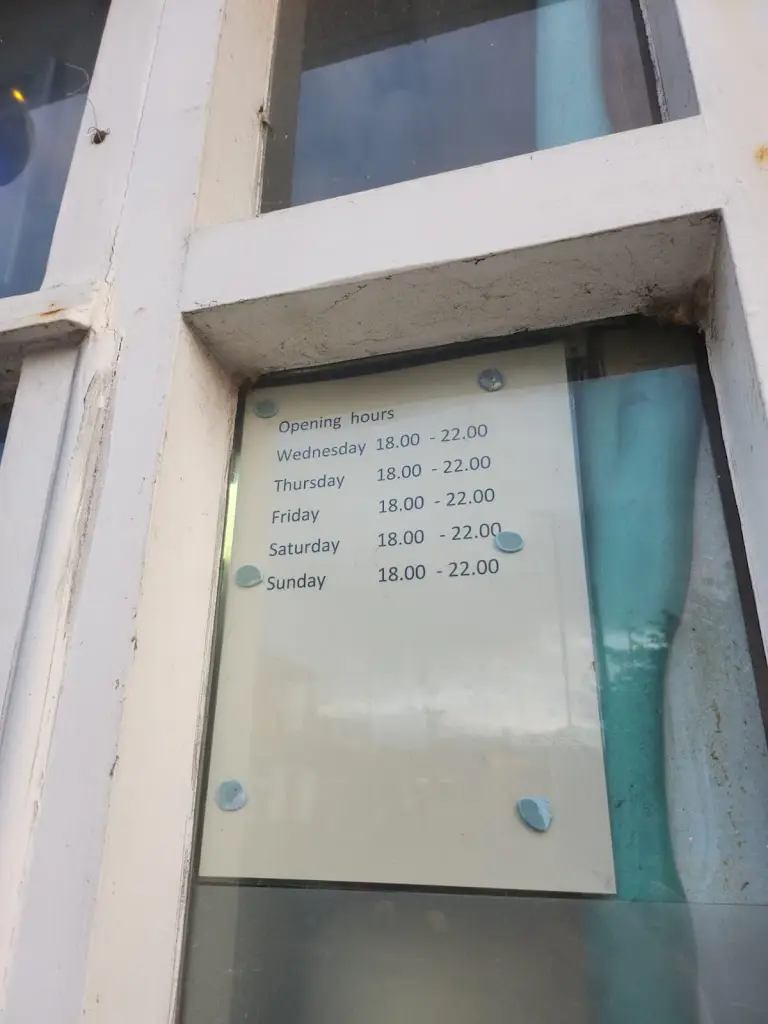 Opening hours
Wednesday 18.00 - 22.00
Thursday 18.00 - 22.00
Friday 18.00 - 22.00
Saturday 18.00 - 22.00
Sunday 18.00 - 22.00